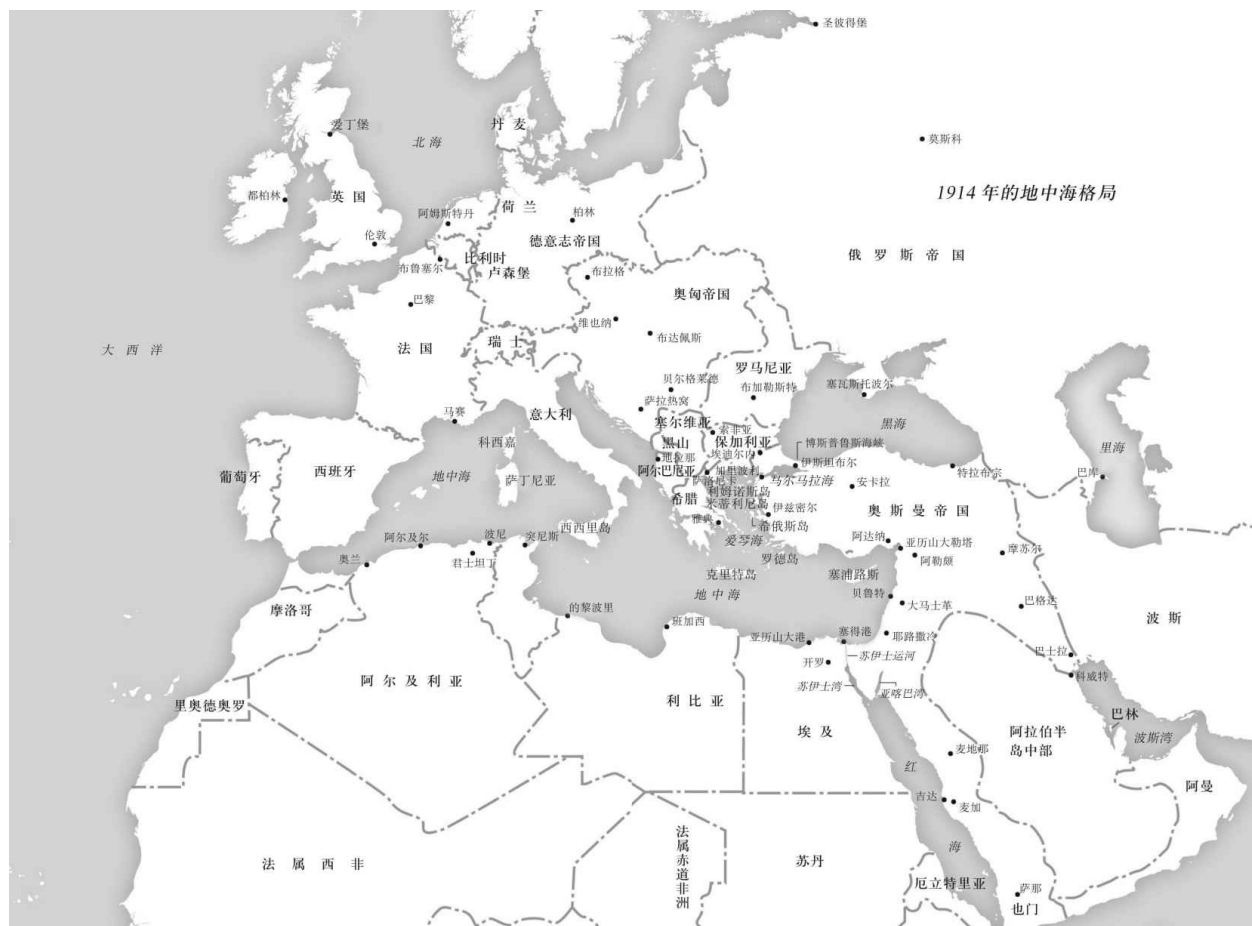 圣彼得堡
爱丁堡
北海
丹麦
莫斯科
1914 年的地中海格局
都柏林
英国
阿姆斯特丹
荷兰
柏林
伦敦
德意志帝国
俄罗斯帝国
布鲁塞尔
比利时
卢森堡
布拉格
巴黎
奥匈帝国
维也纳
布达佩斯
大西洋
法国
瑞士
罗马尼亚
贝尔格莱德
布加勒斯特
塞瓦斯托波尔
马赛
意大利
萨拉热窝
塞尔维亚
索菲亚
黑海
科西嘉
黑山
保加利亚
博斯普鲁斯海峡
里海
埃迪尔内
地拉那
伊斯坦布尔
葡萄牙
西班牙
地中海
萨丁尼亚
阿尔巴尼亚
加里波利
马尔马拉海
特拉布宗
巴库
萨洛尼卡
安卡拉
利姆诺斯岛
希腊
米蒂利尼岛
伊兹密尔
奥斯曼帝国
雅典
希俄斯岛
西西里岛
阿尔及尔
波尼
突尼斯
爱琴海
阿达纳
亚历山大勒塔
奥兰
君士坦丁
罗德岛
阿勒颇
摩苏尔
克里特岛
塞浦路斯
地中海
贝鲁特
大马士革
巴格达
摩洛哥
的黎波里
班加西
波斯
亚历山大港
塞得港
耶路撒冷
开罗
苏伊士运河
巴士拉
科威特
阿尔及利亚
苏伊士湾
亚喀巴湾
里奥德奥罗
利比亚
埃及
巴林
阿拉伯半
岛中部
波斯湾
麦地那
红
阿曼
吉达
麦加
海
法属西非
法属赤道非洲
苏丹
厄立特里亚
萨那
也门